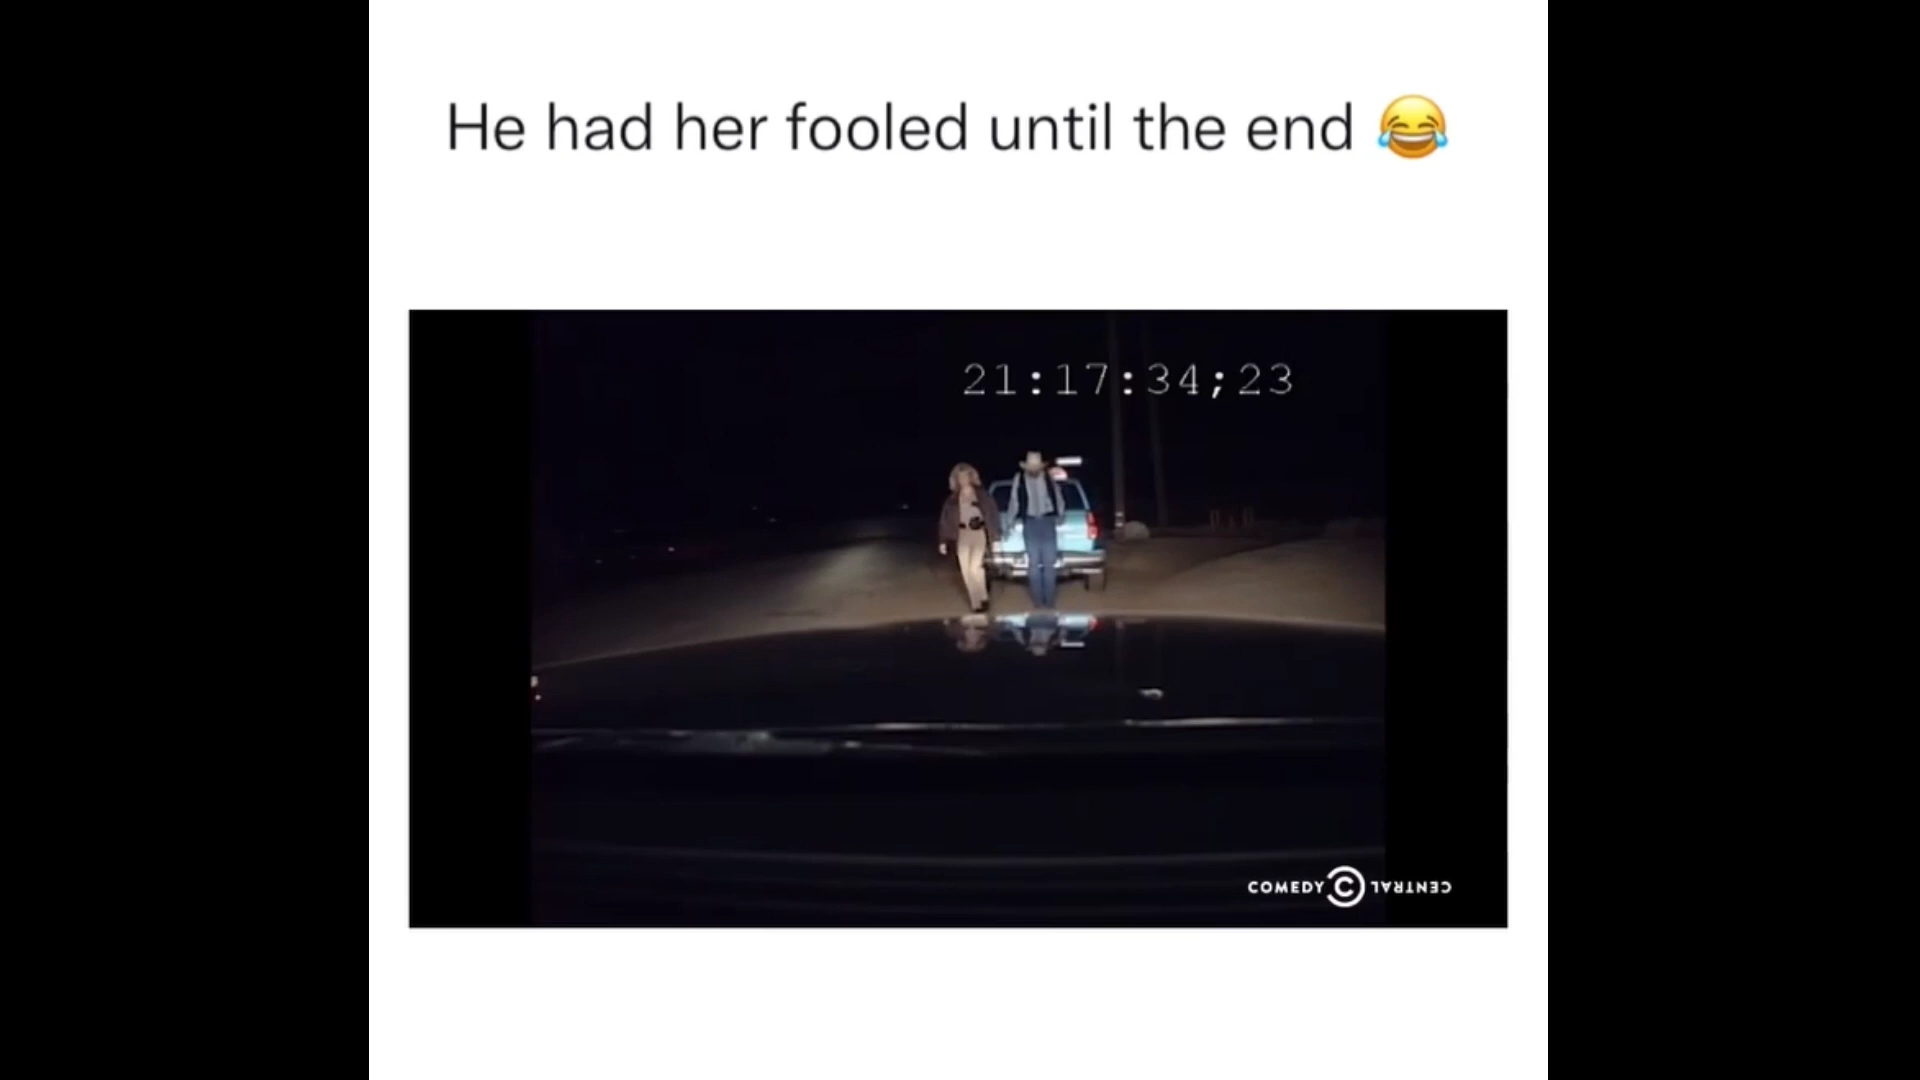 He had her fooled until the end 😂
21:17:34;23
COMEDY C CENTRAL